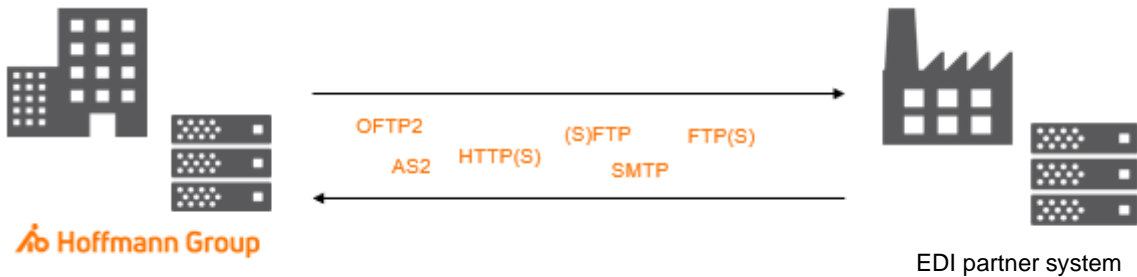 OFTP2
(S)FTP
FTP(S)
AS2
HTTP(S)
SMTP
Hoffmann Group
EDI partner system